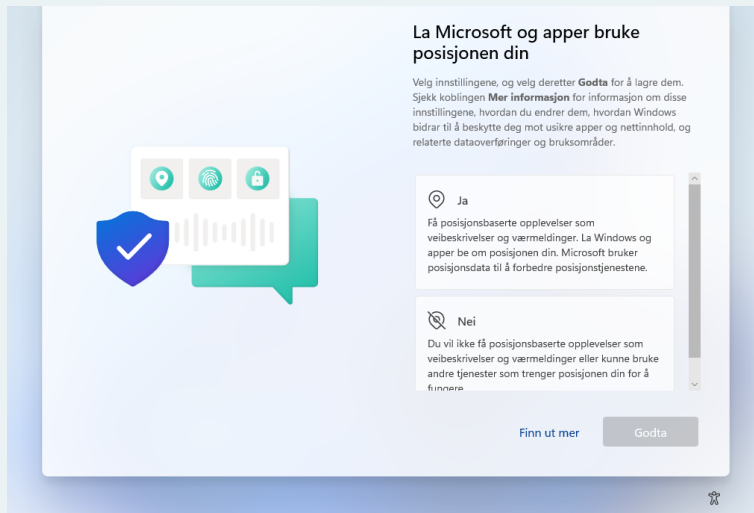 La Microsoft og apper bruke
posisjonen din
Velg innstillingene, og velg deretter Godta for å lagre dem.
Sjekk koblingen Mer informasjon for informasjon om disse
innstillingene, hvordan du endrer dem, hvordan Windows
bidrar til å beskytte deg mot usikre apper og nettinnhold, og
relaterte dataoverføringer og bruksområder.
Ja
Få posisjonsbaserte opplevelser som
veibeskrivelser og værmeldinger. La Windows og
apper be om posisjonen din. Microsoft bruker
posisjonsdata til å forbedre posisjonstjenestene.
Nei
Du vil ikke få posisjonsbaserte opplevelser som
veibeskrivelser og værmeldinger eller kunne bruke
andre tjenester som trenger posisjonen din for å
fungere
Finn ut mer
Godta